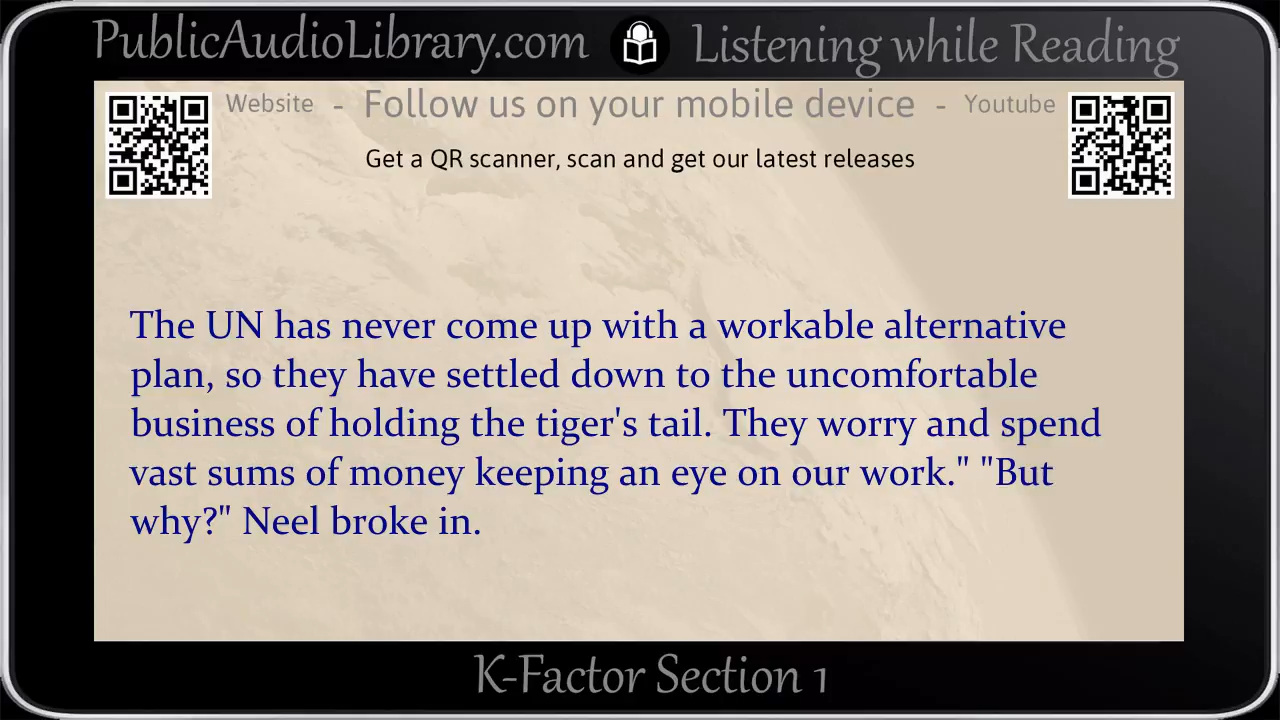 PublicAudioLibrary.com Listening while Reading
Website - Follow us on your mobile device - Youtube
Get a QR scanner, scan and get our latest releases
The UN has never come up with a workable alternative
plan, so they have settled down to the uncomfortable
business of holding the tiger's tail. They worry and spend
vast sums of money keeping an eye on our work." "But
why?" Neel broke in.
K-Factor Section 1